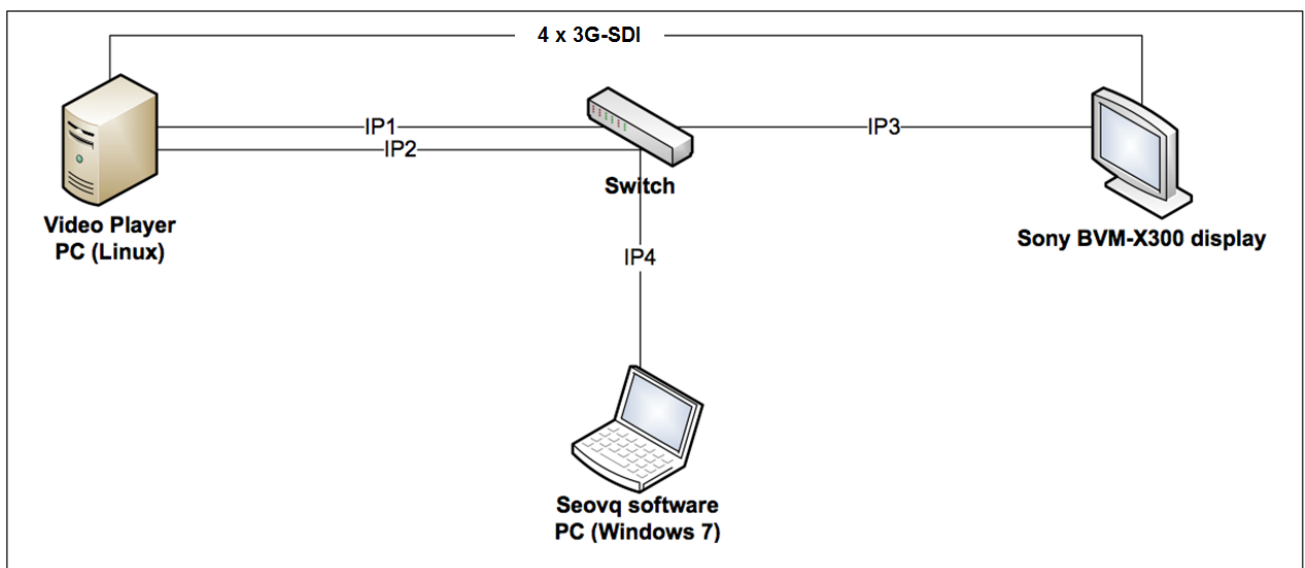 4 x 3G-SDI
IP1
IP2
IP3
Switch
Video Player
PC (Linux)
Sony BVM-X300 display
IP4
Seovq software
PC (Windows 7)